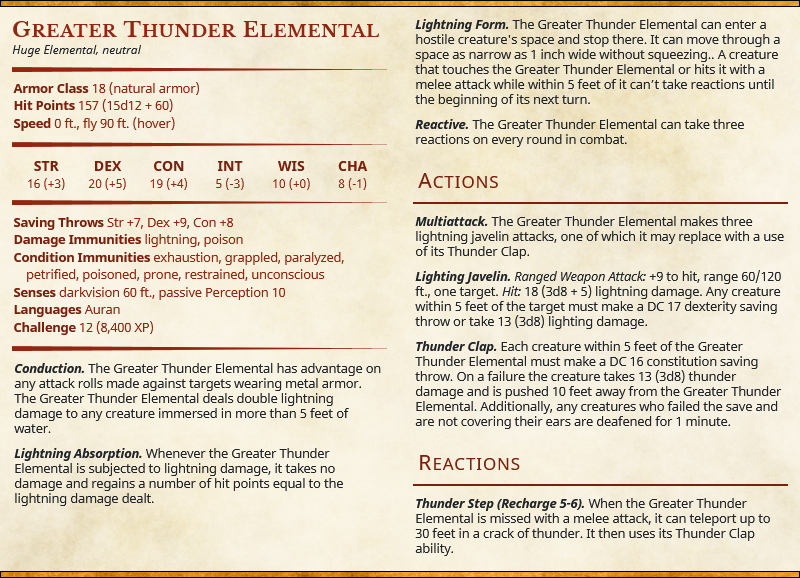 Greater Thunder Elemental
Huge Elemental, neutral
Armor Class 18 (natural armor)
Hit Points 157 (15d12 + 60)
Speed 0 ft., fly 90 ft. (hover)
STR DEX CON INT WIS CHA
16 (+3) 20 (+5) 19 (+4) 5 (-3) 10 (+0) 8 (-1)
Saving Throws Str +7, Dex +9, Con +8
Damage Immunities lightning, poison
Condition Immunities exhaustion, grappled, paralyzed,
petrified, poisoned, prone, restrained, unconscious
Senses darkvision 60 ft., passive Perception 10
Languages Auran
Challenge 12 (8,400 XP)
Conduction. The Greater Thunder Elemental has advantage on
any attack rolls made against targets wearing metal armor.
The Greater Thunder Elemental deals double lightning
damage to any creature immersed in more than 5 feet of
water.
Lightning Absorption. Whenever the Greater Thunder
Elemental is subjected to lightning damage, it takes no
damage and regains a number of hit points equal to the
lightning damage dealt.
Lightning Form. The Greater Thunder Elemental can enter a
hostile creature's space and stop there. It can move through a
space as narrow as 1 inch wide without squeezing.. A creature
that touches the Greater Thunder Elemental or hits it with a
melee attack while within 5 feet of it can't take reactions until
the beginning of its next turn.
Reactive. The Greater Thunder Elemental can take three
reactions on every round in combat.
Actions
Multiattack. The Greater Thunder Elemental makes three
lightning javelin attacks, one of which it may replace with a use
of its Thunder Clap.
Lighting Javelin. Ranged Weapon Attack: +9 to hit, range 60/120
ft., one target. Hit: 18 (3d8 + 5) lightning damage. Any creature
within 5 feet of the target must make a DC 17 dexterity saving
throw or take 13 (3d8) lighting damage.
Thunder Clap. Each creature within 5 feet of the Greater
Thunder Elemental must make a DC 16 constitution saving
throw. On a failure the creature takes 13 (3d8) thunder
damage and is pushed 10 feet away from the Greater Thunder
Elemental. Additionally, any creatures who failed the save and
are not covering their ears are deafened for 1 minute.
Reactions
Thunder Step (Recharge 5-6). When the Greater Thunder
Elemental is missed with a melee attack, it can teleport up to
30 feet in a crack of thunder. It then uses its Thunder Clap
ability.